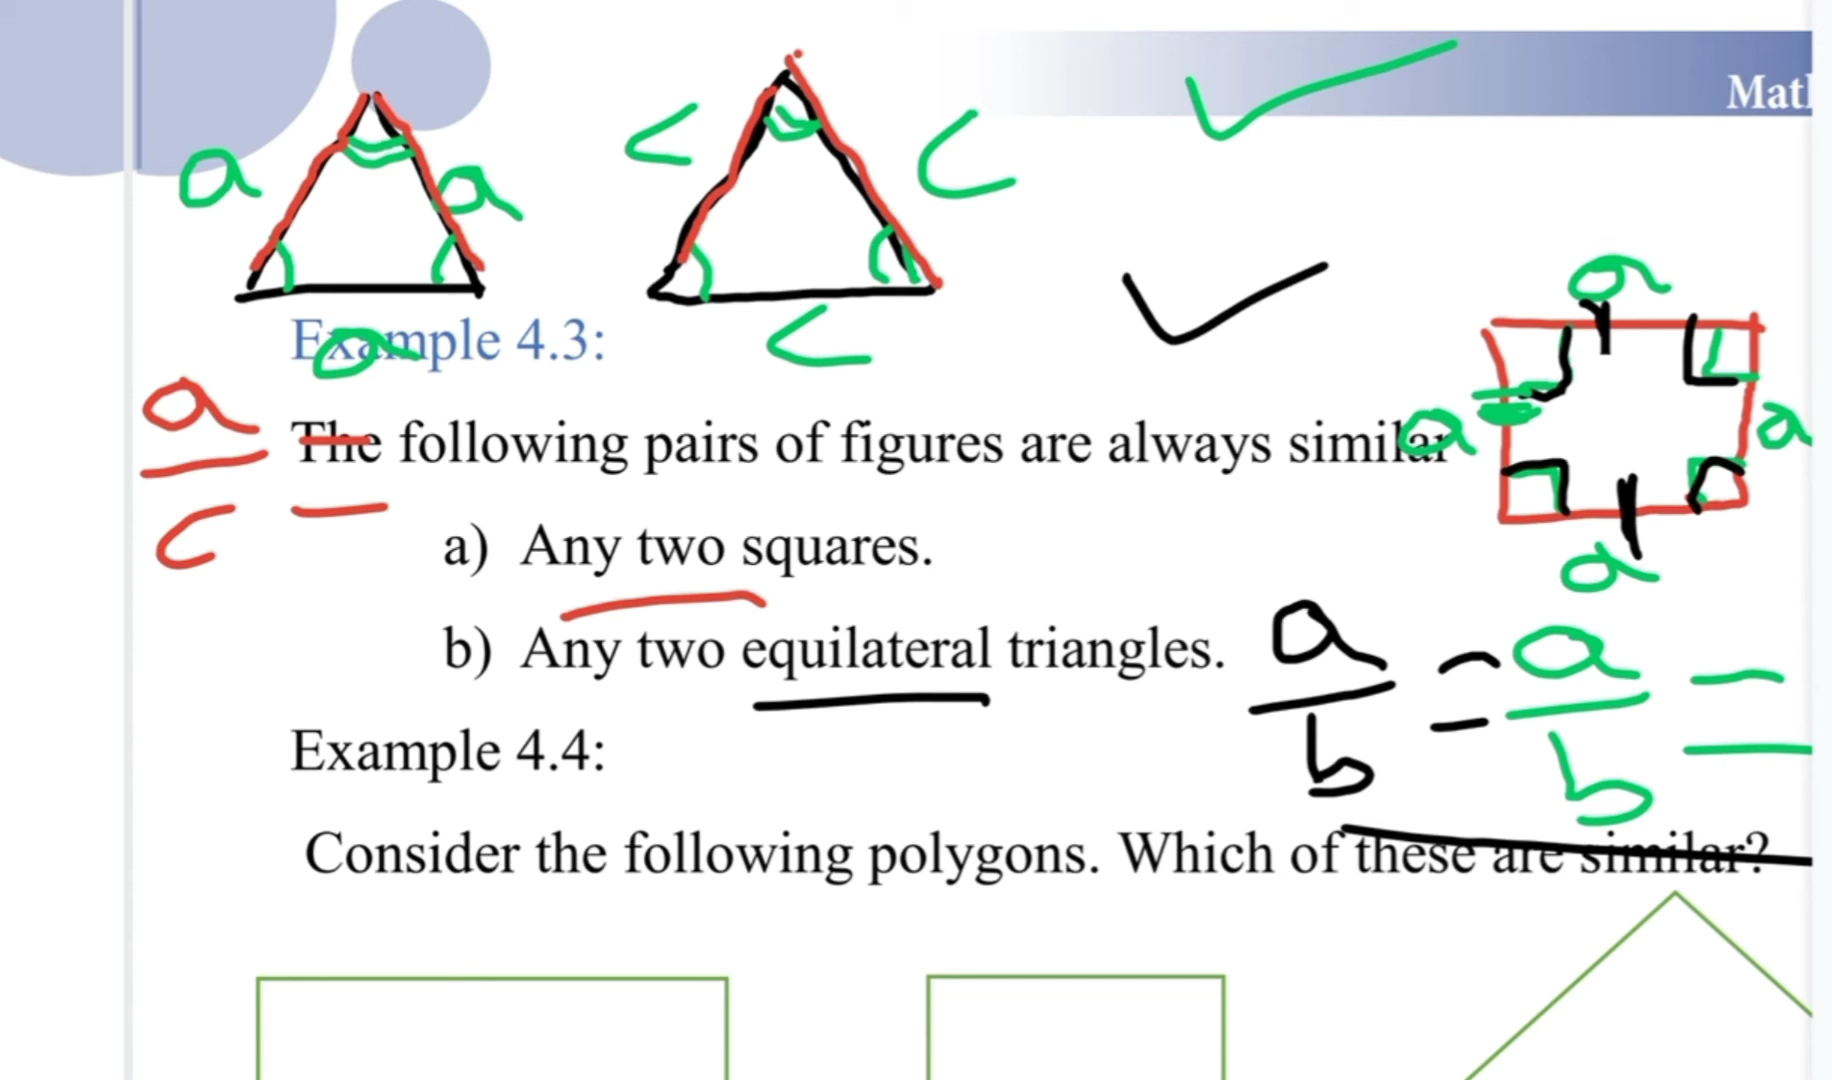 Math
a a c c
a
Example 4.3:
a c
a
The following pairs of figures are always similar
a a
c
a) Any two squares.
a
b) Any two equilateral triangles.
a = a =
b b
Example 4.4:
Consider the following polygons. Which of these are similar?